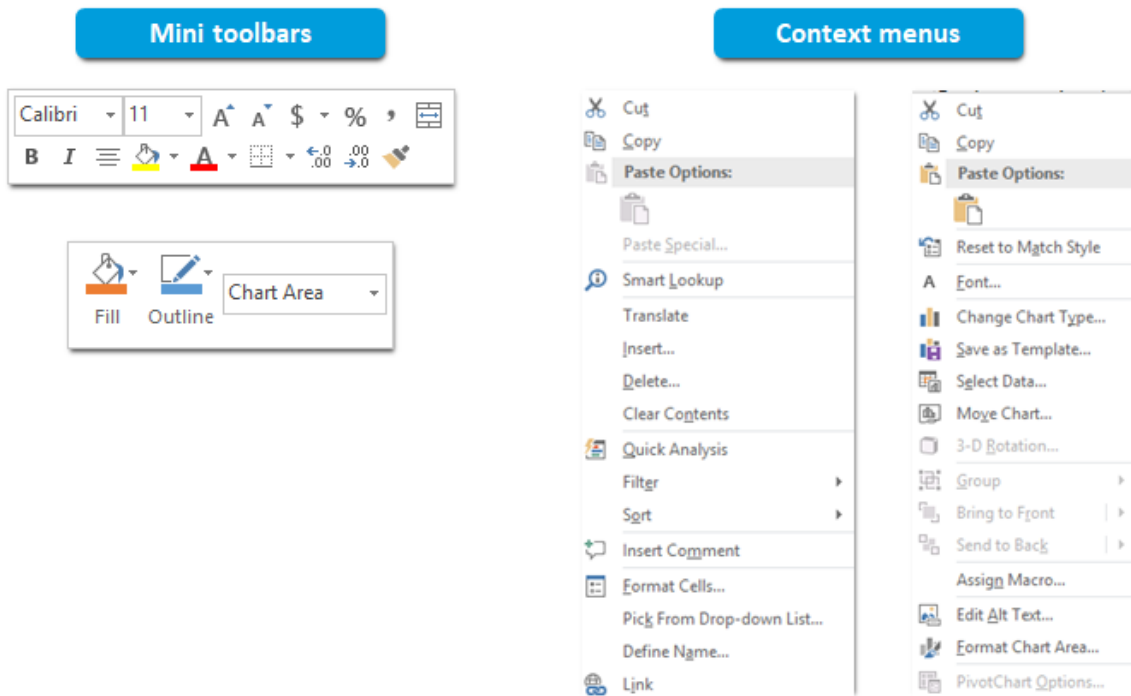 Mini toolbars
Calibri 11 A A $ % ,
B I A .0 .00 .00 .0
Fill Outline Chart Area
Context menus
Cut
Copy
Paste Options:
Paste Special...
Smart Lookup
Translate
Insert...
Delete...
Clear Contents
Quick Analysis
Filter
Sort
Insert Comment
Format Cells...
Pick From Drop-down List...
Define Name...
Link
Cut
Copy
Paste Options:
Reset to Match Style
A Font...
Change Chart Type...
Save as Template...
Select Data...
Move Chart...
3-D Rotation...
Group
Bring to Front
Send to Back
Assign Macro...
Edit Alt Text...
Format Chart Area...
PivotChart Options...